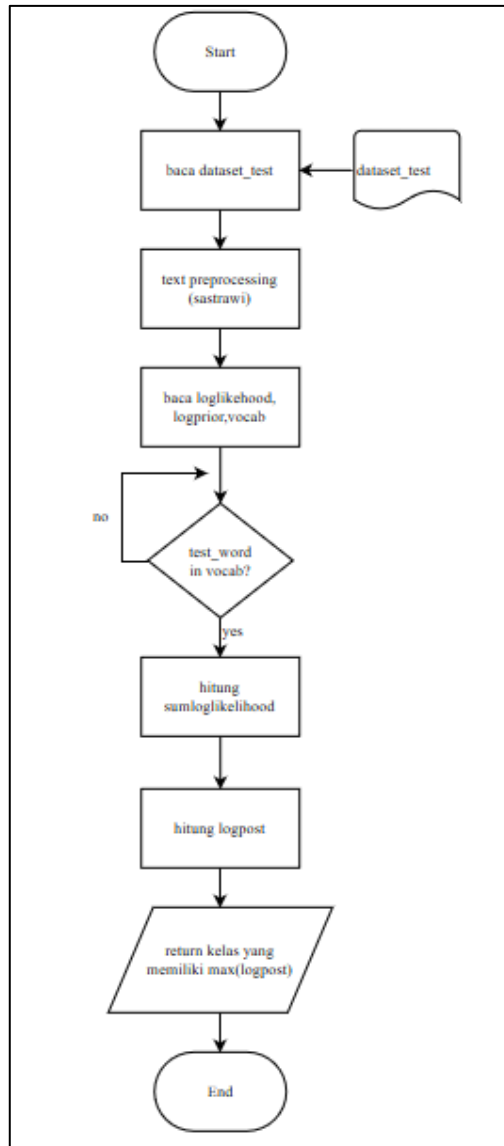 Start
baca dataset_test
dataset_test
text preprocessing
(sastrawi)
baca loglikehood,
logprior,vocab
no
test_word
in vocab?
yes
hitung
sumloglikelihood
hitung logpost
return kelas yang
memiliki max(logpost)
End